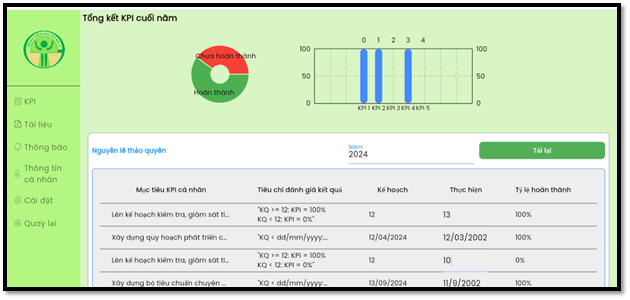 Tổng kết KPI cuối năm
Chưa hoàn thành
Hoàn thành
0 1 2 3 4
100 100
50 50
0 0
KPI 1 KPI 2 KPI 3 KPI 4 KPI 5
KPI
Tài liệu
Thông báo
Thông tin
cá nhân
Cài đặt
Quay lại
Nguyễn lê thảo quyên
Năm
2024
Tải lại
Mục tiêu KPI cá nhân Tiêu chí đánh giá kết quả Kế hoạch Thực hiện Tỷ lệ hoàn thành
Lên kế hoạch kiểm tra, giám sát ti... "KQ >= 12: KPI = 100% 12 13 100%
KQ < 12: KPI = 0%"
Xây dựng quy hoạch phát triển c... "KQ < dd/mm/yyyy:... 12/04/2024 12/03/2002 100%
Lên kế hoạch kiểm tra, giám sát ti... "KQ >= 12: KPI = 100% 12 10 0%
KQ < 12: KPI = 0%"
Xây dựng bộ tiêu chuẩn chuyên ... "KQ < dd/mm/yyyy:... 13/09/2024 11/9/2002 100%